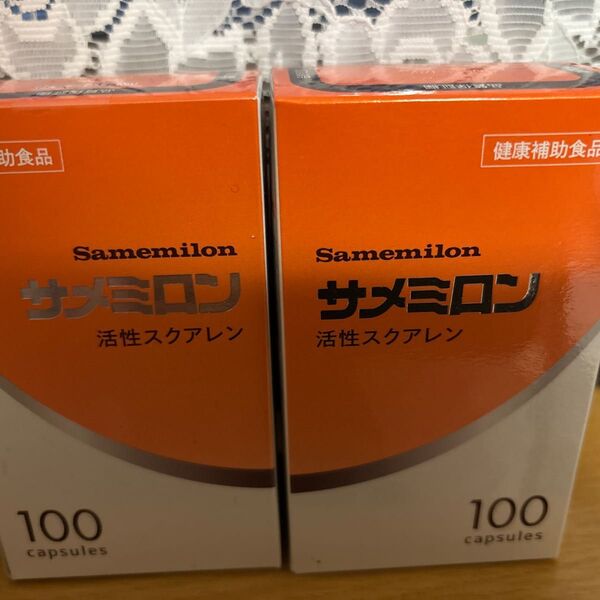 助食品
Samemilon
サメミロン
活性スクアレン
100
capsules
健康補助食品
Samemilon
サメミロン
活性スクアレン
100
capsules